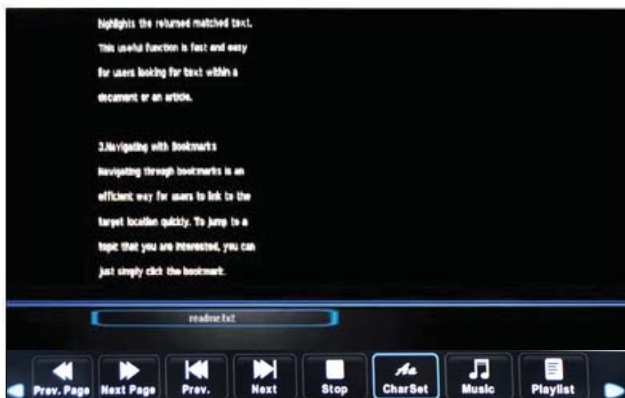 highlights the returned matched text.
This useful function is fast and easy
for users looking for text within a
document or an article.
3.Navigating with Bookmarks
Navigating through bookmarks is an
efficient way for users to link to the
target location quickly. To jump to a
topic that you are interested, you can
just simply click the bookmark.
readme.txt
Prev. Page Next Page Prev. Next Stop Aa CharSet Music Playlist